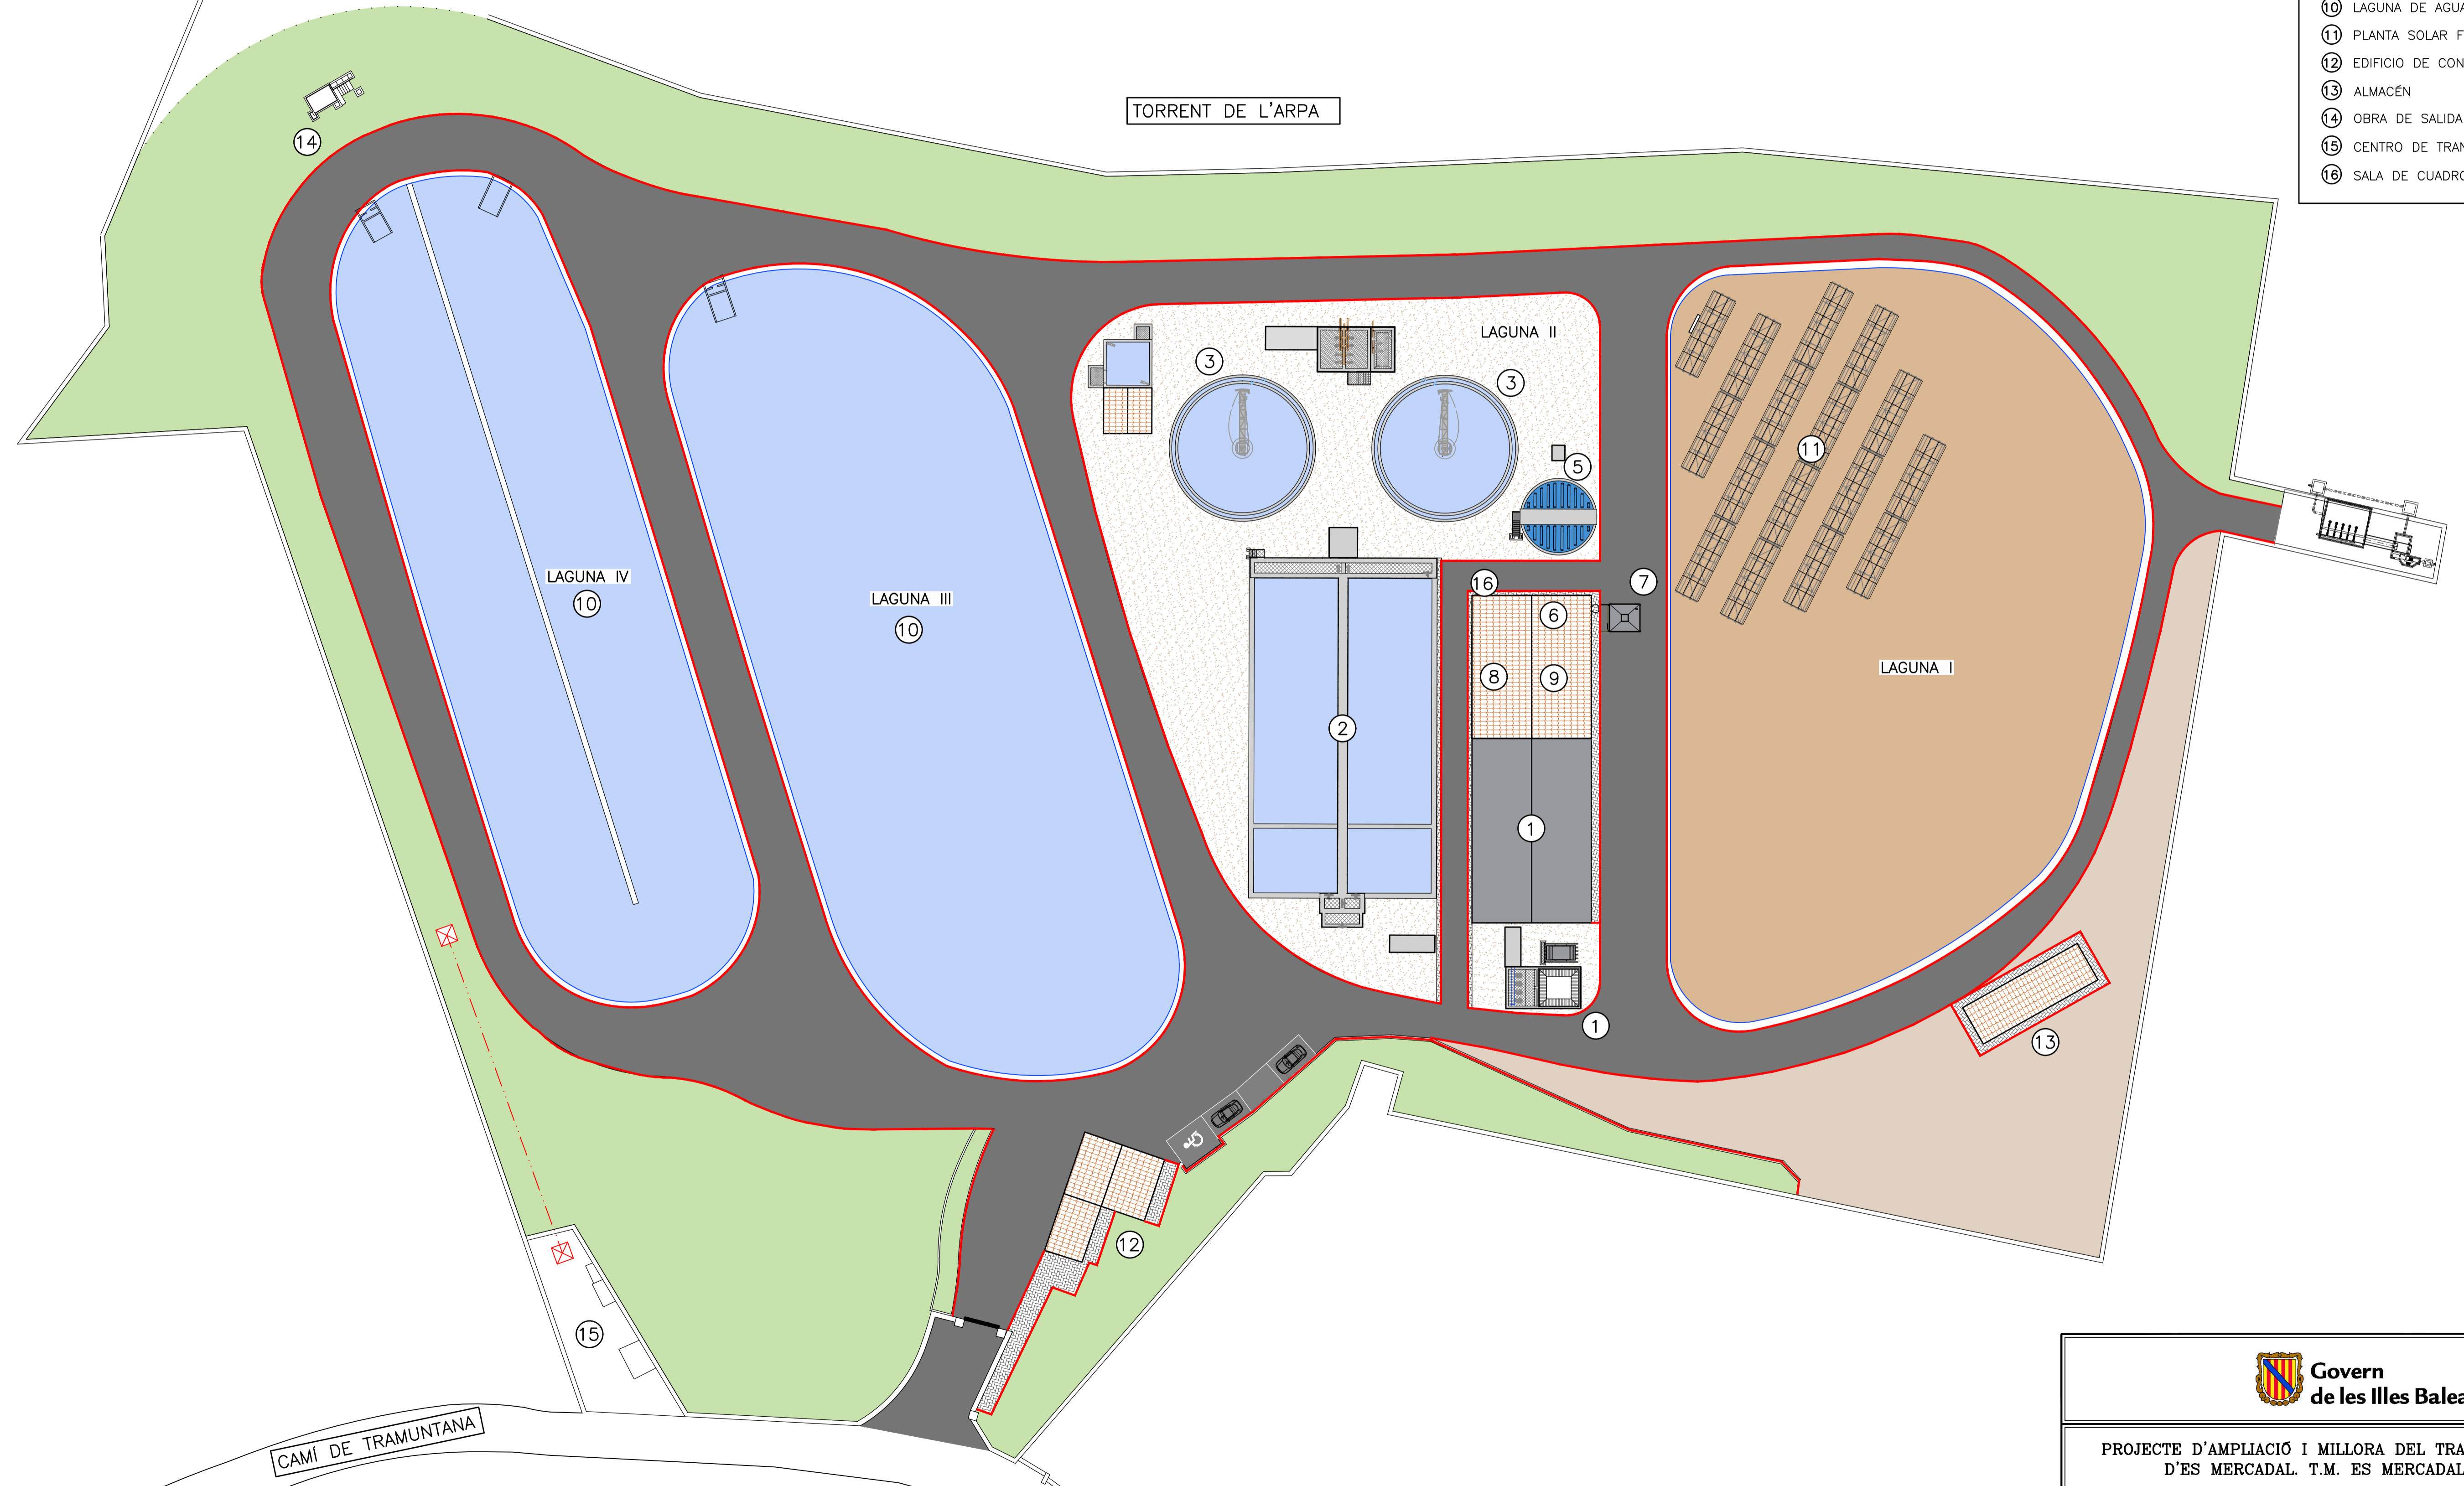 10 LAGUNA DE AGUA
11 PLANTA SOLAR F
12 EDIFICIO DE CON
13 ALMACÉN
14 OBRA DE SALIDA
15 CENTRO DE TRAN
16 SALA DE CUADRO
TORRENT DE L'ARPA
14
LAGUNA II
3
3
5
11
LAGUNA IV
10
LAGUNA III
10
16
7
6
8
9
LAGUNA I
2
1
1
13
12
15
CAMÍ DE TRAMUNTANA
Govern
de les Illes Balea
PROJECTE D'AMPLIACIÓ I MILLORA DEL TRA
D'ES MERCADAL. T.M. ES MERCADAL